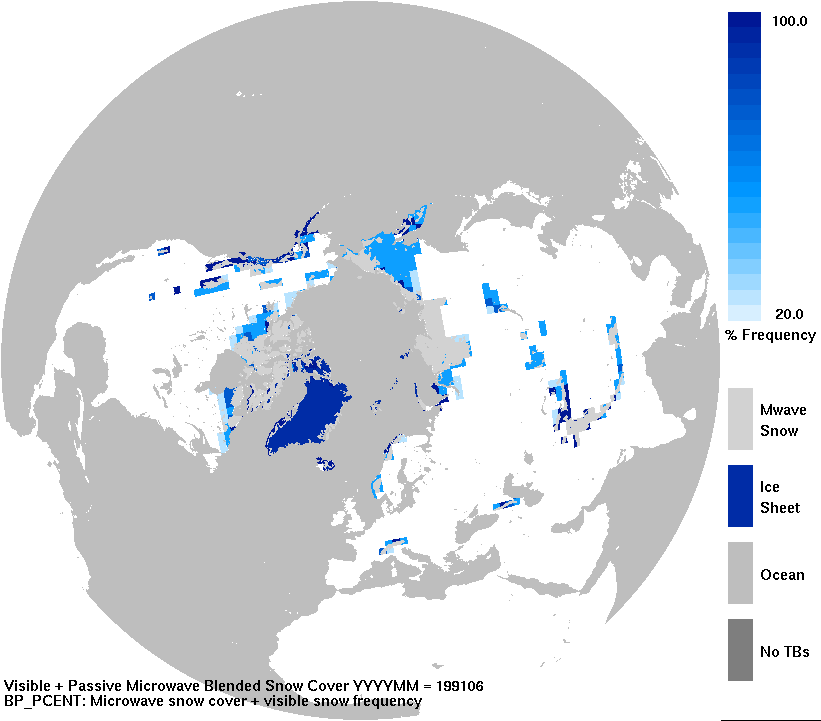 100.0
20.0
% Frequency
Mwave
Snow
Ice
Sheet
Ocean
No TBs
Visible + Passive Microwave Blended Snow Cover YYYYMM = 199106
BP_PCENT: Microwave snow cover + visible snow frequency